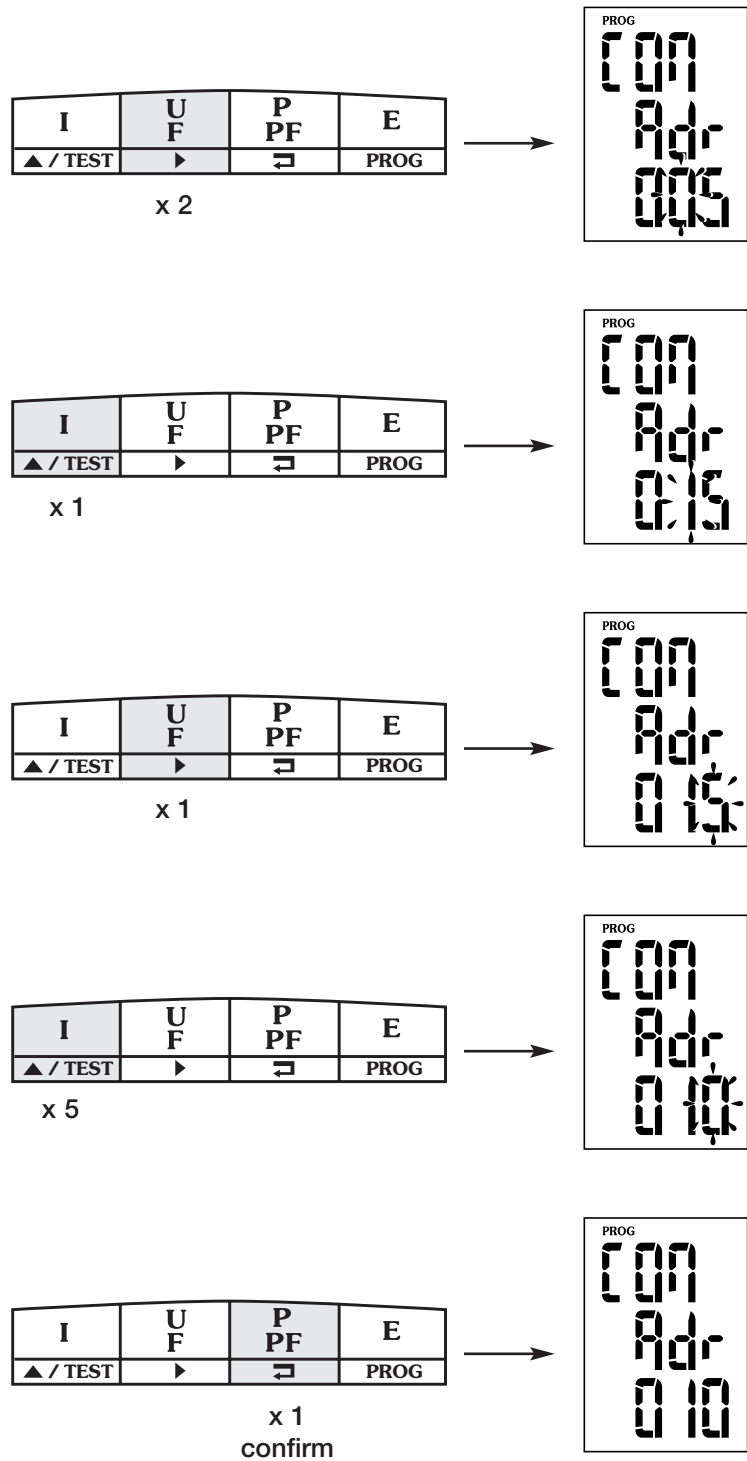 PROG
COM
Adr
005
I U F P PF E
▲ / TEST ▶ PROG
x 2
PROG
COM
Adr
015
I U F P PF E
▲ / TEST ▶ PROG
x 1
PROG
COM
Adr
015
I U F P PF E
▲ / TEST ▶ PROG
x 1
PROG
COM
Adr
010
I U F P PF E
▲ / TEST ▶ PROG
x 5
PROG
COM
Adr
010
I U F P PF E
▲ / TEST ▶ PROG
x 1
confirm